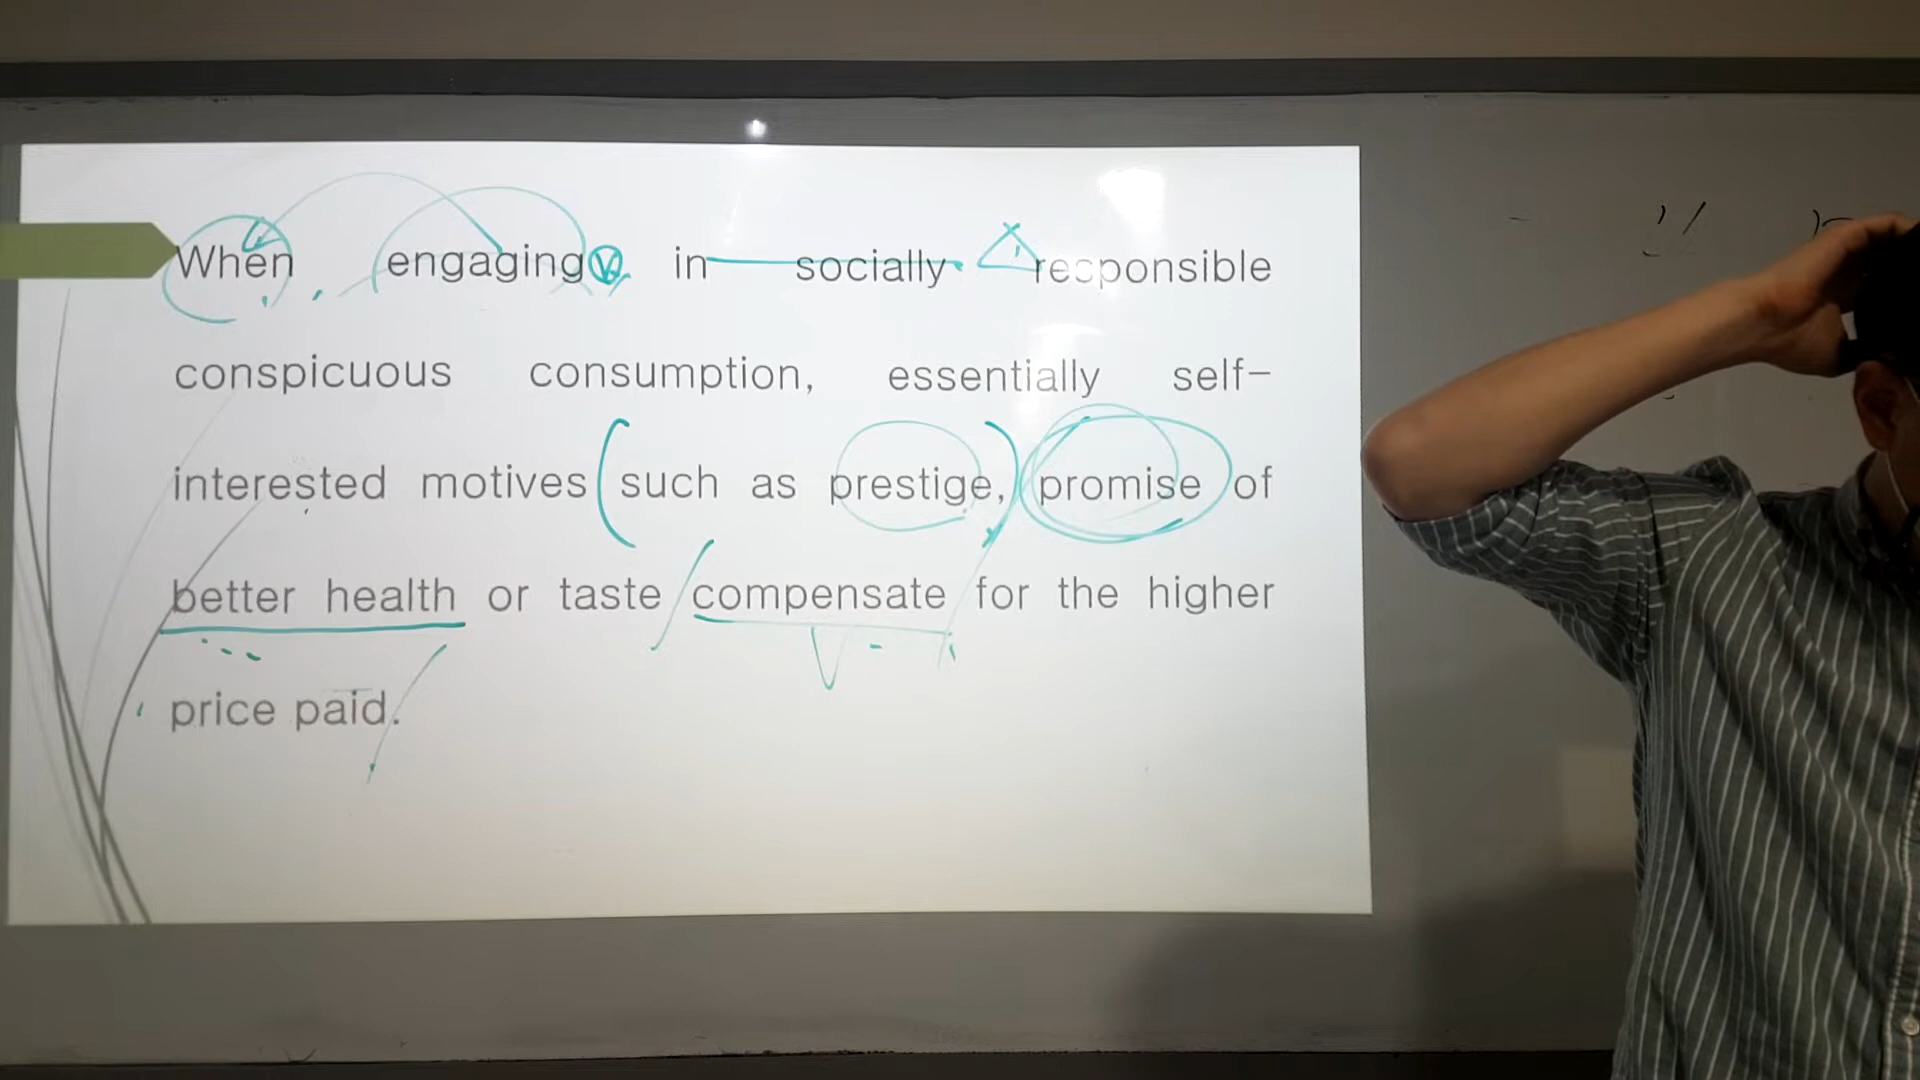 When engaging in socially responsible
conspicuous consumption, essentially self-
interested motives such as prestige, promise of
better health or taste compensate for the higher
price paid.